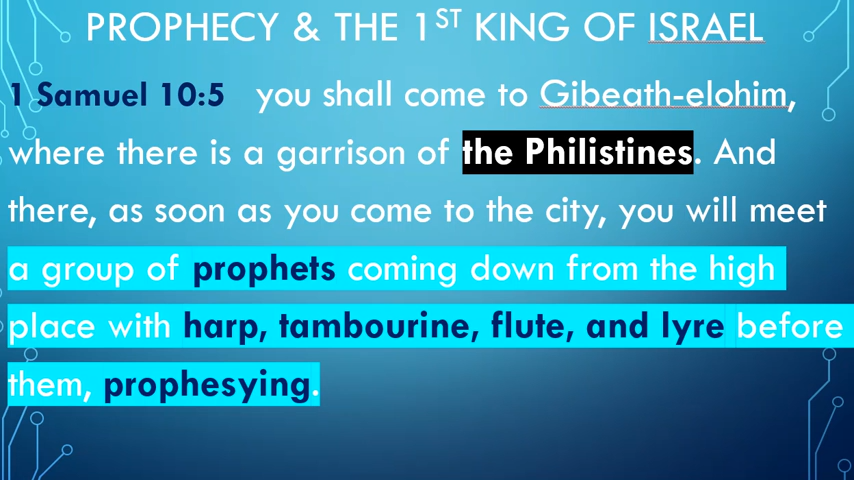 PROPHECY & THE 1ST KING OF ISRAEL
1 Samuel 10:5 you shall come to Gibeath-elohim,
where there is a garrison of the Philistines. And
there, as soon as you come to the city, you will meet
a group of prophets coming down from the high
place with harp, tambourine, flute, and lyre before
them, prophesying.